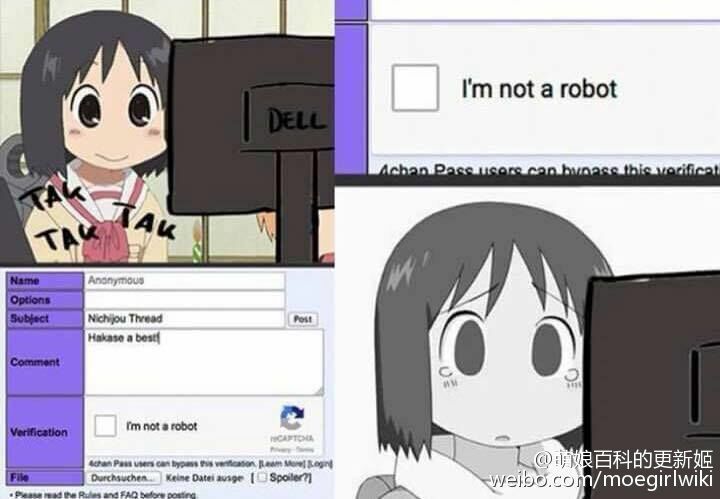 DELL
TAK
TAK
TAK
Name Anonymous
Options
Subject Nichijou Thread Post
Comment Hakase a best!
Verification I'm not a robot
reCAPTCHA
Privacy - Terms
4chan Pass users can bypass this verification. [Learn More] [Login]
File Durchsuchen... Keine Datei ausge [ Spoiler?]
• Please read the Rules and FAQ before posting.
I'm not a robot
4chan Pass users can bypass this verificat
@萌娘百科的更新姬
weibo.com/moegirlwiki